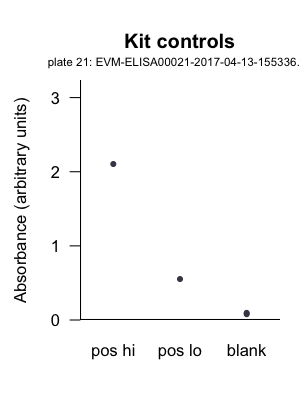 Kit controls
plate 21: EVM-ELISA00021-2017-04-13-155336.
3
2
1
0
Absorbance (arbitrary units)
pos hi pos lo blank